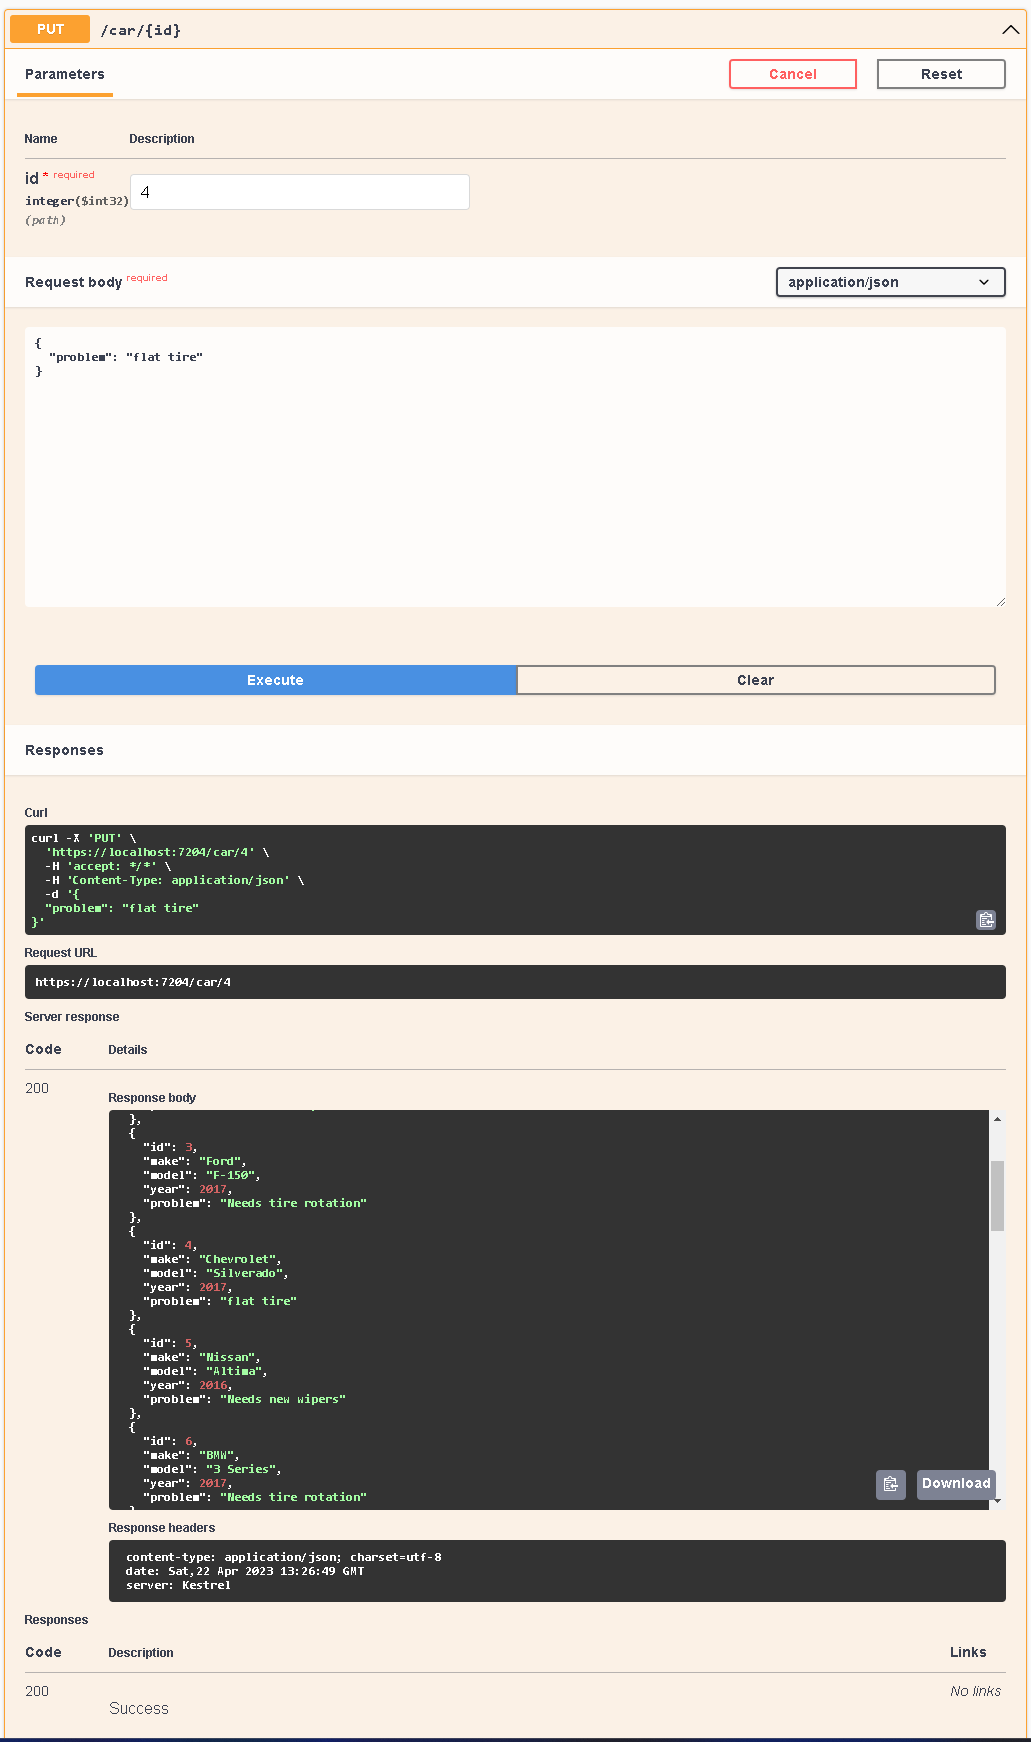 PUT /car/{id}
Parameters
Cancel
Reset
Name Description
id * required
integer($int32)
(path)
4
Request body required
application/json
{
"problem": "flat tire"
}
Execute
Clear
Responses
Curl
curl -X 'PUT' \
'https://localhost:7204/car/4' \
-H 'accept: */*' \
-H 'Content-Type: application/json' \
-d '{
"problem": "flat tire"
}'
Request URL
https://localhost:7204/car/4
Server response
Code Details
200
Response body
},
{
"id": 3,
"make": "Ford",
"model": "F-150",
"year": 2017,
"problem": "Needs tire rotation"
},
{
"id": 4,
"make": "Chevrolet",
"model": "Silverado",
"year": 2017,
"problem": "flat tire"
},
{
"id": 5,
"make": "Nissan",
"model": "Altima",
"year": 2016,
"problem": "Needs new wipers"
},
{
"id": 6,
"make": "BMW",
"model": "3 Series",
"year": 2017,
"problem": "Needs tire rotation"
Download
Response headers
content-type: application/json; charset=utf-8
date: Sat,22 Apr 2023 13:26:49 GMT
server: Kestrel
Responses
Code Description Links
200 No links
Success